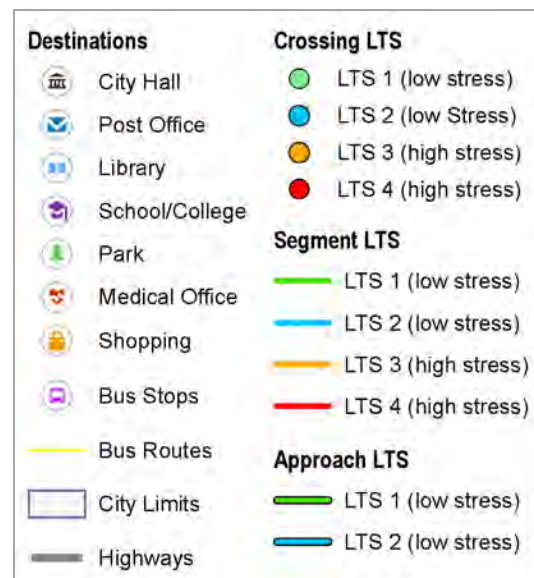 Destinations
City Hall
Post Office
Library
School/College
Park
Medical Office
Shopping
Bus Stops
Bus Routes
City Limits
Highways
Crossing LTS
LTS 1 (low stress)
LTS 2 (low Stress)
LTS 3 (high stress)
LTS 4 (high stress)
Segment LTS
LTS 1 (low stress)
LTS 2 (low stress)
LTS 3 (high stress)
LTS 4 (high stress)
Approach LTS
LTS 1 (low stress)
LTS 2 (low stress)